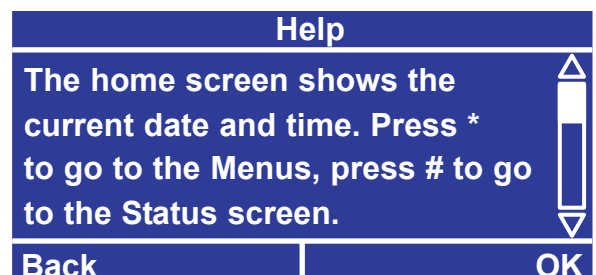 Help
The home screen shows the
current date and time. Press *
to go to the Menus, press # to go
to the Status screen.
Back OK